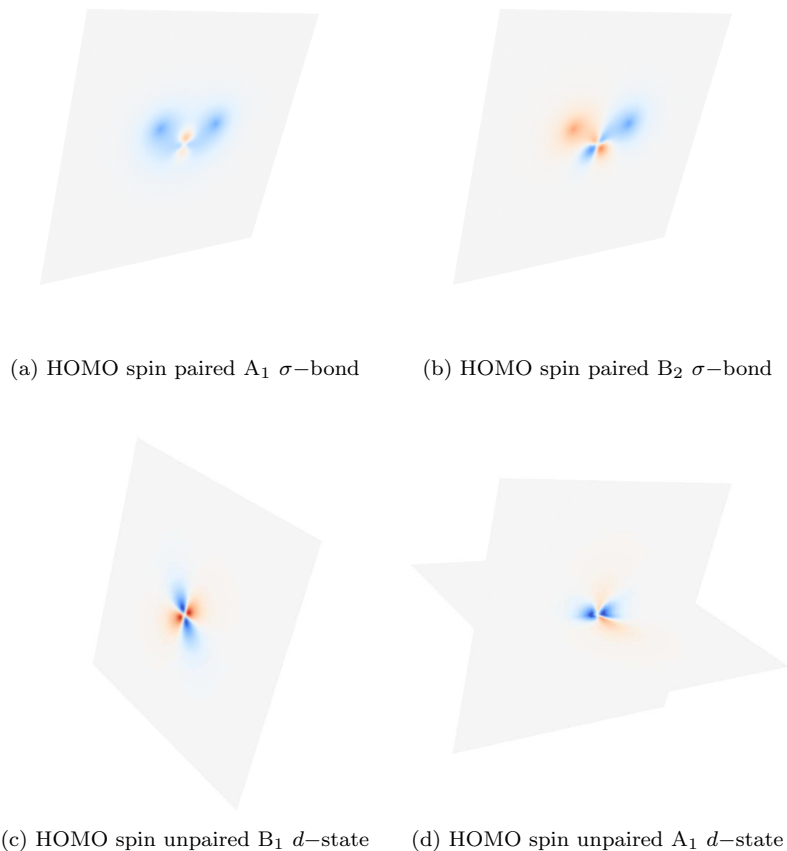 (a) HOMO spin paired A₁ σ−bond
(b) HOMO spin paired B₂ σ−bond
(c) HOMO spin unpaired B₁ d−state
(d) HOMO spin unpaired A₁ d−state